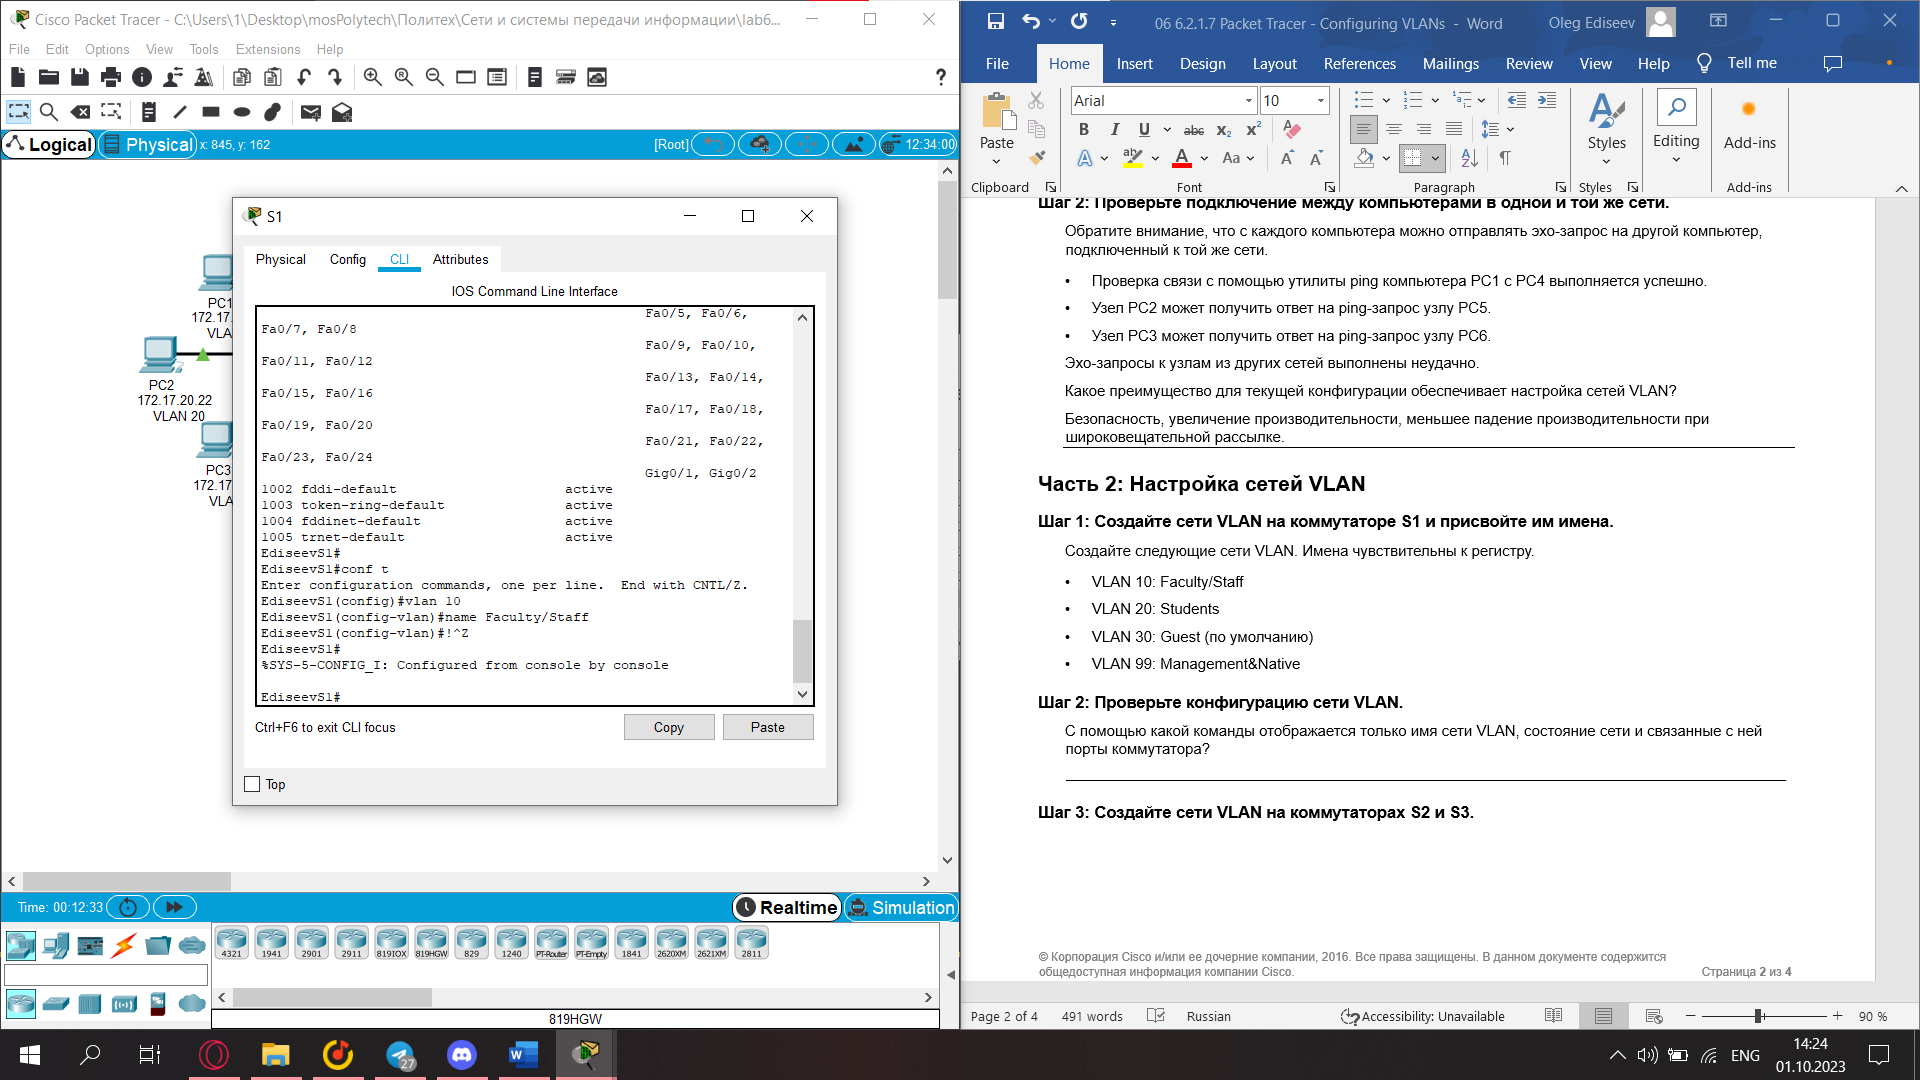 Cisco Packet Tracer - C:\Users\1\Desktop\mosPolytech\Политех\Сети и системы передачи информации\lab6...
File Edit Options View Tools Extensions Help
Logical Physical x: 845, y: 162 [Root] 12:34:00
PC1
172.17.
VLA
PC2
172.17.20.22
VLAN 20
PC3
172.17
VLA
S1
Physical Config CLI Attributes
IOS Command Line Interface
Fa0/5, Fa0/6,
Fa0/7, Fa0/8
Fa0/9, Fa0/10,
Fa0/11, Fa0/12
Fa0/13, Fa0/14,
Fa0/15, Fa0/16
Fa0/17, Fa0/18,
Fa0/19, Fa0/20
Fa0/21, Fa0/22,
Fa0/23, Fa0/24
Gig0/1, Gig0/2
1002 fddi-default active
1003 token-ring-default active
1004 fddinet-default active
1005 trnet-default active
EdiseevS1#
EdiseevS1#conf t
Enter configuration commands, one per line. End with CNTL/Z.
EdiseevS1(config)#vlan 10
EdiseevS1(config-vlan)#name Faculty/Staff
EdiseevS1(config-vlan)#!^Z
EdiseevS1#
%SYS-5-CONFIG_I: Configured from console by console
EdiseevS1#
Ctrl+F6 to exit CLI focus Copy Paste
Top
Time: 00:12:33 Realtime Simulation
4321 1941 2901 2911 819IOX 819HGW 829 1240 PT-Router PT-Empty 1841 2620XM 2621XM 2811
819HGW
06 6.2.1.7 Packet Tracer - Configuring VLANs - Word Oleg Ediseev
File Home Insert Design Layout References Mailings Review View Help Tell me
Arial 10
Paste Styles Editing Add-ins
Clipboard Font Paragraph Styles Add-ins
Шаг 2: Проверьте подключение между компьютерами в одной и той же сети.
Обратите внимание, что с каждого компьютера можно отправлять эхо-запрос на другой компьютер,
подключенный к той же сети.
• Проверка связи с помощью утилиты ping компьютера PC1 с PC4 выполняется успешно.
• Узел PC2 может получить ответ на ping-запрос узлу PC5.
• Узел PC3 может получить ответ на ping-запрос узлу PC6.
Эхо-запросы к узлам из других сетей выполнены неудачно.
Какое преимущество для текущей конфигурации обеспечивает настройка сетей VLAN?
Безопасность, увеличение производительности, меньшее падение производительности при
широковещательной рассылке.
Часть 2: Настройка сетей VLAN
Шаг 1: Создайте сети VLAN на коммутаторе S1 и присвойте им имена.
Создайте следующие сети VLAN. Имена чувствительны к регистру.
• VLAN 10: Faculty/Staff
• VLAN 20: Students
• VLAN 30: Guest (по умолчанию)
• VLAN 99: Management&Native
Шаг 2: Проверьте конфигурацию сети VLAN.
С помощью какой команды отображается только имя сети VLAN, состояние сети и связанные с ней
порты коммутатора?
Шаг 3: Создайте сети VLAN на коммутаторах S2 и S3.
© Корпорация Cisco и/или ее дочерние компании, 2016. Все права защищены. В данном документе содержится
общедоступная информация компании Cisco. Страница 2 из 4
Page 2 of 4 491 words Russian Accessibility: Unavailable 90 %
27
ENG 14:24
01.10.2023